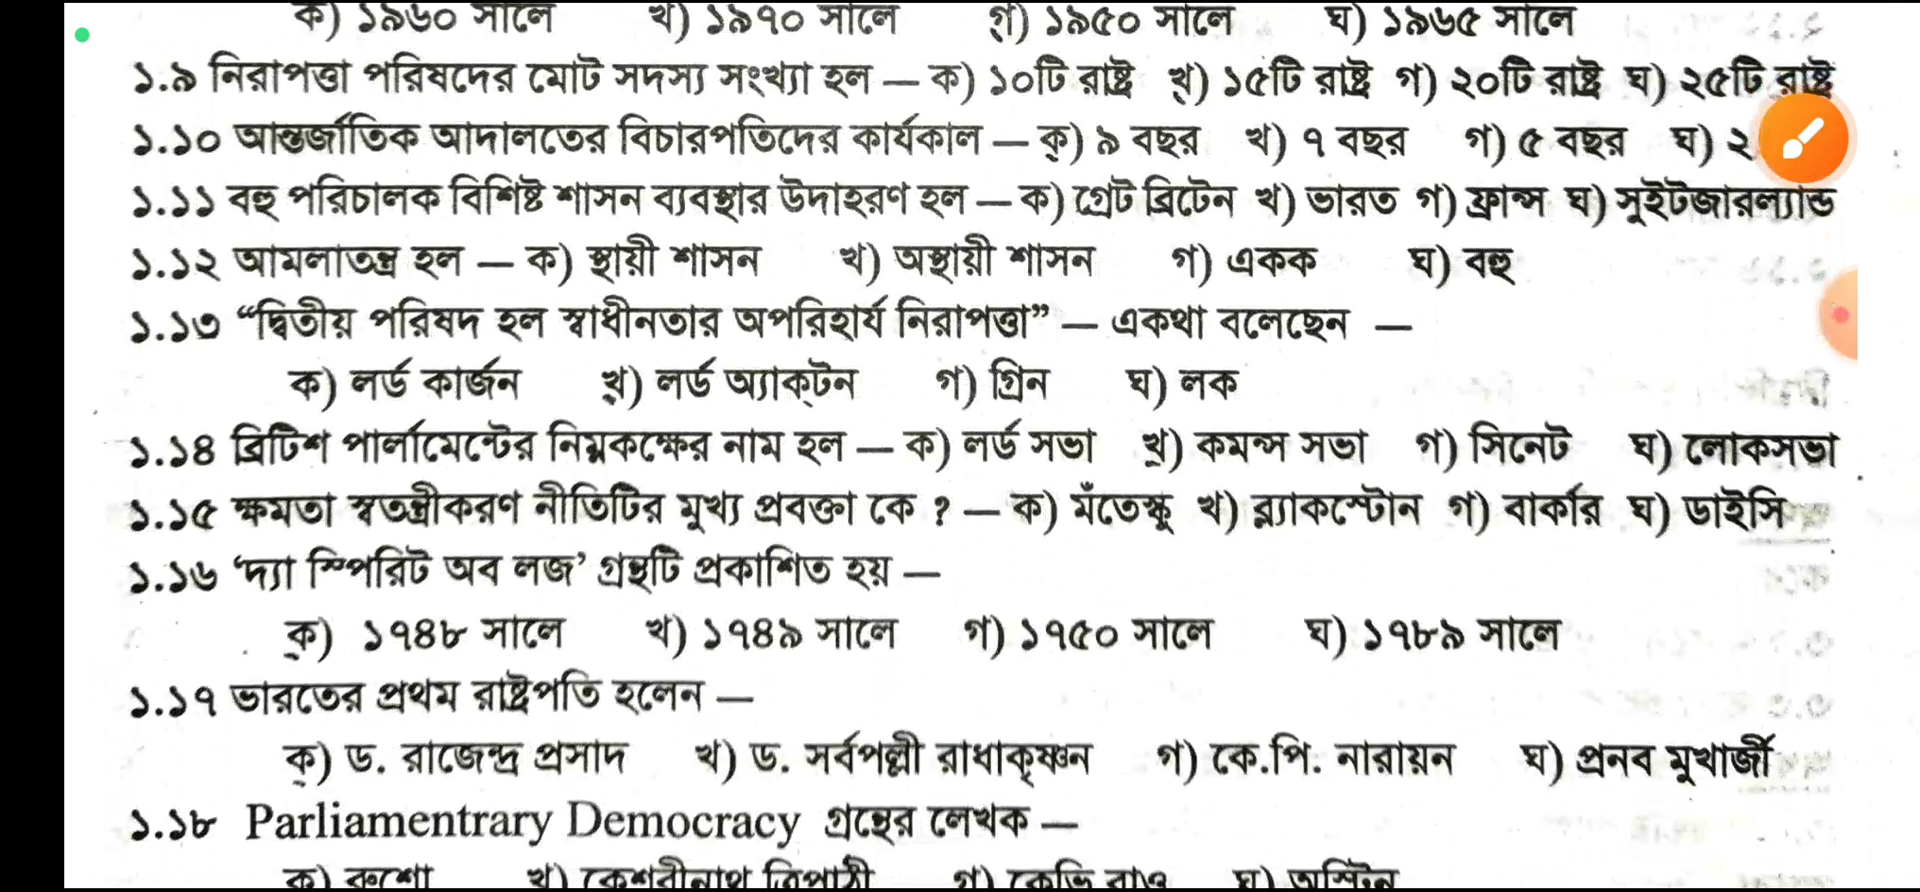 ক) ১৯৬০ সালে খ) ১৯৭০ সালে গ) ১৯৫০ সালে ঘ) ১৯৬৫ সালে
১.৯ নিরাপত্তা পরিষদের মোট সদস্য সংখ্যা হল — ক) ১০টি রাষ্ট্র খ) ১৫টি রাষ্ট্র গ) ২০টি রাষ্ট্র ঘ) ২৫টি রাষ্ট্র
১.১০ আন্তর্জাতিক আদালতের বিচারপতিদের কার্যকাল — ক) ৯ বছর খ) ৭ বছর গ) ৫ বছর ঘ) ২
১.১১ বহু পরিচালক বিশিষ্ট শাসন ব্যবস্থার উদাহরণ হল — ক) গ্রেট ব্রিটেন খ) ভারত গ) ফ্রান্স ঘ) সুইটজারল্যান্ড
১.১২ আমলাতন্ত্র হল — ক) স্থায়ী শাসন খ) অস্থায়ী শাসন গ) একক ঘ) বহু
১.১৩ “দ্বিতীয় পরিষদ হল স্বাধীনতার অপরিহার্য নিরাপত্তা” — একথা বলেছেন —
ক) লর্ড কার্জন খ) লর্ড অ্যাক্টন গ) গ্রিন ঘ) লক
১.১৪ ব্রিটিশ পার্লামেন্টের নিম্নকক্ষের নাম হল — ক) লর্ড সভা খ) কমন্স সভা গ) সিনেট ঘ) লোকসভা
১.১৫ ক্ষমতা স্বতন্ত্রীকরণ নীতিটির মুখ্য প্রবক্তা কে ? — ক) মঁতেস্কু খ) ব্ল্যাকস্টোন গ) বার্কার ঘ) ডাইসি
১.১৬ ‘দ্যা স্পিরিট অব লজ’ গ্রন্থটি প্রকাশিত হয় —
ক) ১৭৪৮ সালে খ) ১৭৪৯ সালে গ) ১৭৫০ সালে ঘ) ১৭৮৯ সালে
১.১৭ ভারতের প্রথম রাষ্ট্রপতি হলেন —
ক) ড. রাজেন্দ্র প্রসাদ খ) ড. সর্বপল্লী রাধাকৃষ্ণন গ) কে.পি. নারায়ন ঘ) প্রনব মুখার্জী
১.১৮ Parliamentrary Democracy গ্রন্থের লেখক —
ক) রুশো খ) কেশরীনাথ ত্রিপাঠী গ) কেভি রাও ঘ) অস্টিন